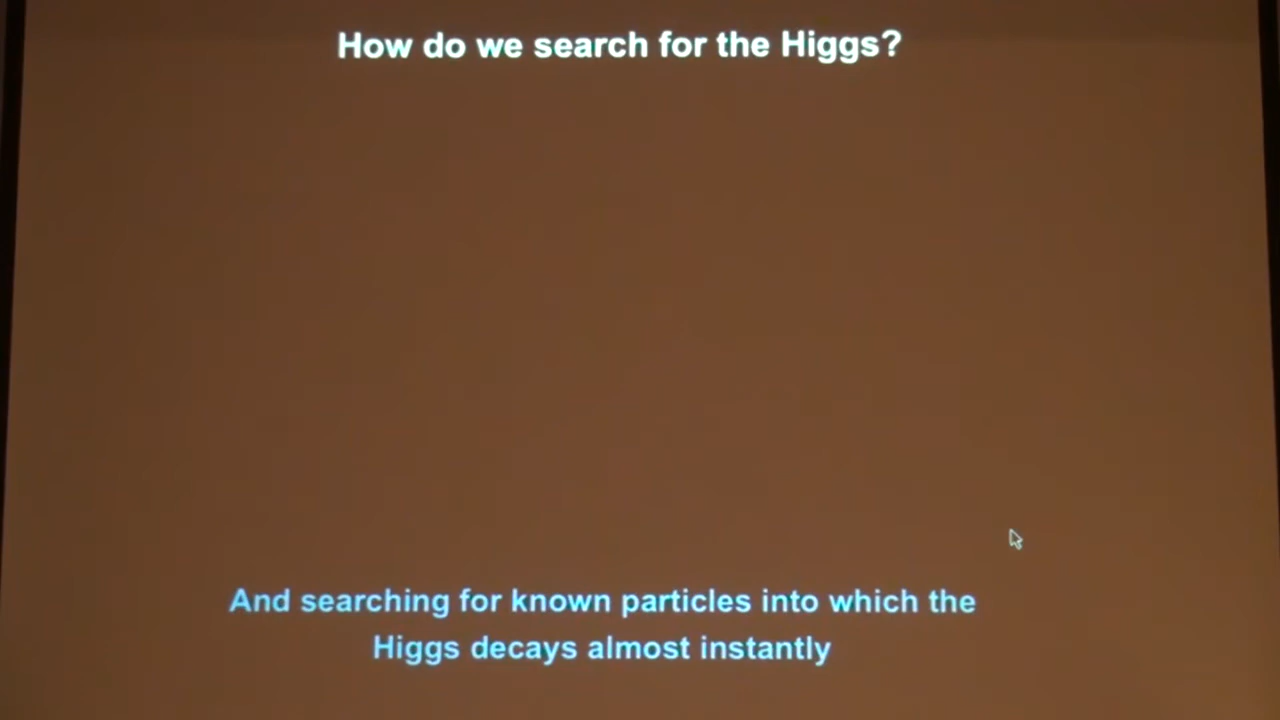 How do we search for the Higgs?
And searching for known particles into which the
Higgs decays almost instantly